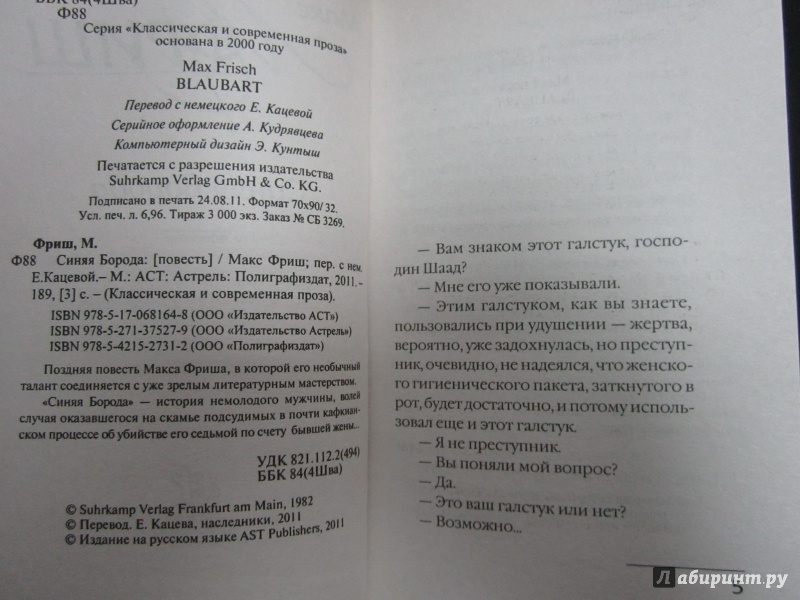 ББК 84(4Шва)
Ф88
Серия «Классическая и современная проза»
основана в 2000 году
Max Frisch
BLAUBART
Перевод с немецкого Е. Кацевой
Серийное оформление А. Кудрявцева
Компьютерный дизайн Э. Кунтыш
Печатается с разрешения издательства
Suhrkamp Verlag GmbH & Co. KG.
Подписано в печать 24.08.11. Формат 70х90/32.
Усл. печ. л. 6,96. Тираж 3 000 экз. Заказ № СБ 3269.
Фриш, М.
Ф88 Синяя Борода: [повесть] / Макс Фриш; пер. с нем.
Е.Кацевой.– М.: АСТ: Астрель: Полиграфиздат, 2011.–
189, [3] с. – (Классическая и современная проза).
ISBN 978-5-17-068164-8 (ООО «Издательство АСТ»)
ISBN 978-5-271-37527-9 (ООО «Издательство Астрель»)
ISBN 978-5-4215-2731-2 (ООО «Полиграфиздат»)
Поздняя повесть Макса Фриша, в которой его необычный
талант соединяется с уже зрелым литературным мастерством.
«Синяя Борода» — история немолодого мужчины, волей
случая оказавшегося на скамье подсудимых в почти кафкиан-
ском процессе об убийстве его седьмой по счету бывшей жены...
УДК 821.112.2(494)
ББК 84(4Шва)
© Suhrkamp Verlag Frankfurt am Main, 1982
© Перевод. Е. Кацева, наследники, 2011
© Издание на русском языке AST Publishers, 2011
— Вам знаком этот галстук, госпо-
дин Шаад?
— Мне его уже показывали.
— Этим галстуком, как вы знаете,
пользовались при удушении — жертва,
вероятно, уже задохнулась, но преступ-
ник, очевидно, не надеялся, что женско-
го гигиенического пакета, заткнутого в
рот, будет достаточно, и потому исполь-
зовал еще и этот галстук.
— Я не преступник.
— Вы поняли мой вопрос?
— Да.
— Это ваш галстук или нет?
— Возможно...
5
Лабиринт.ру